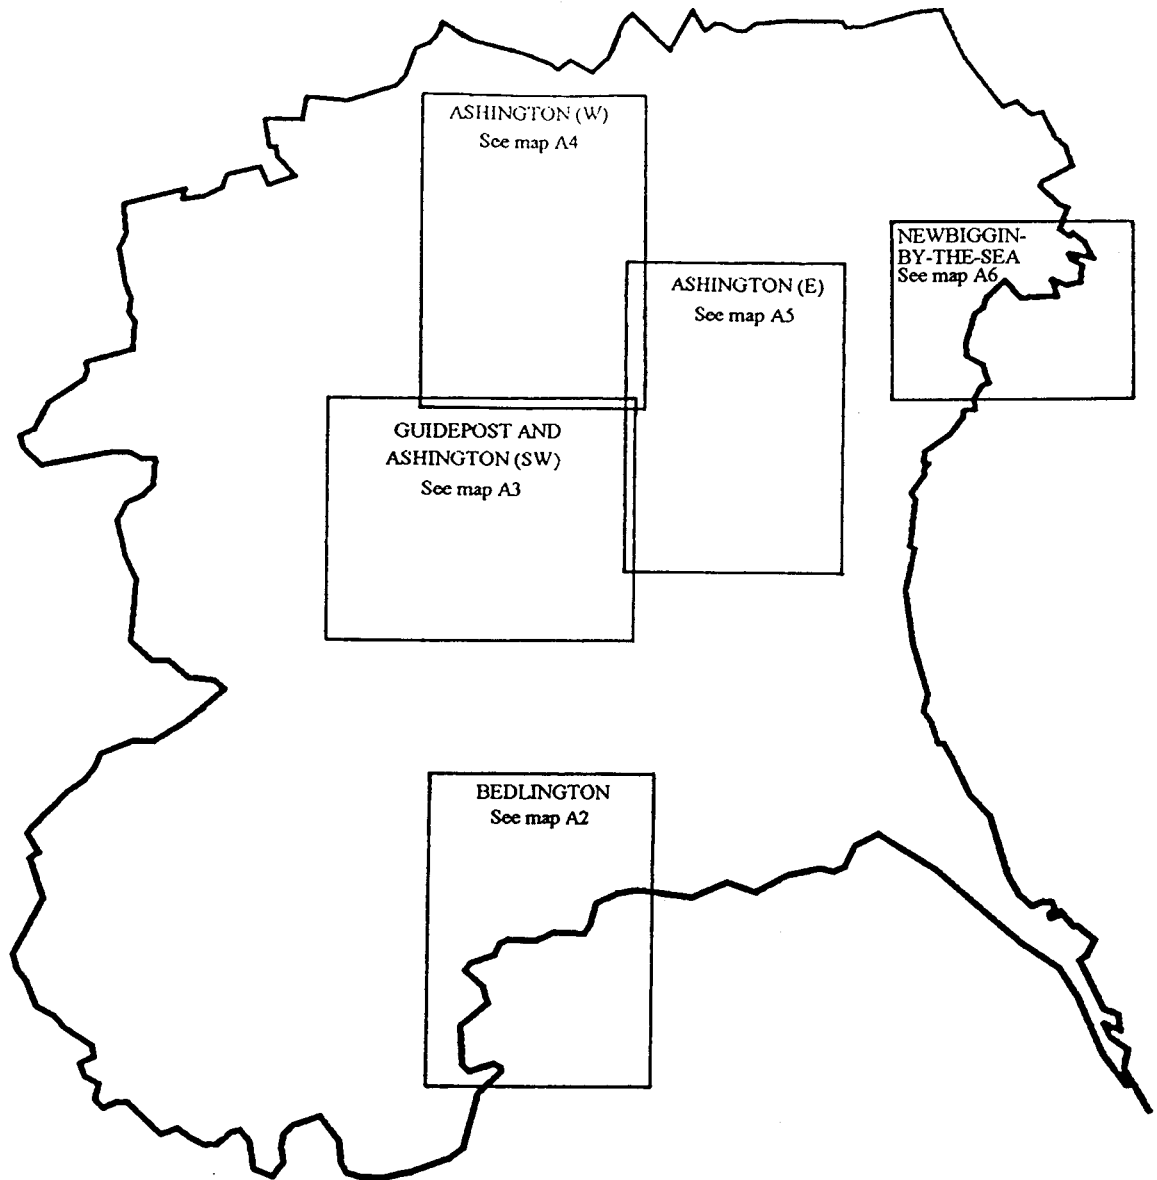 ASHINGTON (W)
See map A4
NEWBIGGIN-
BY-THE-SEA
See map A6
ASHINGTON (E)
See map A5
GUIDEPOST AND
ASHINGTON (SW)
See map A3
BEDLINGTON
See map A2